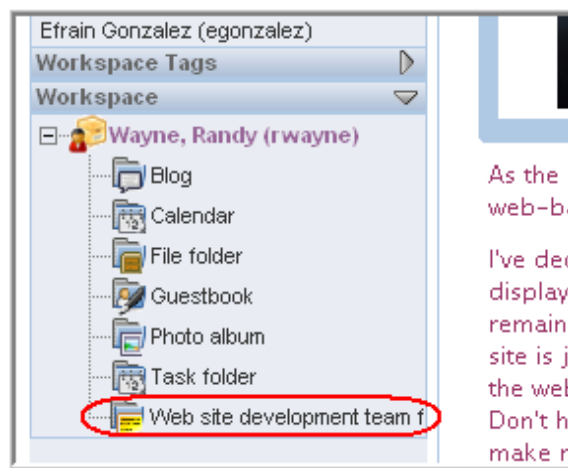 Efrain Gonzalez (egonzalez)
Workspace Tags
Workspace
Wayne, Randy (rwayne)
Blog
Calendar
File folder
Guestbook
Photo album
Task folder
Web site development team f
As the
web-ba
I've dec
display
remain
site is j
the web
Don't h
make r